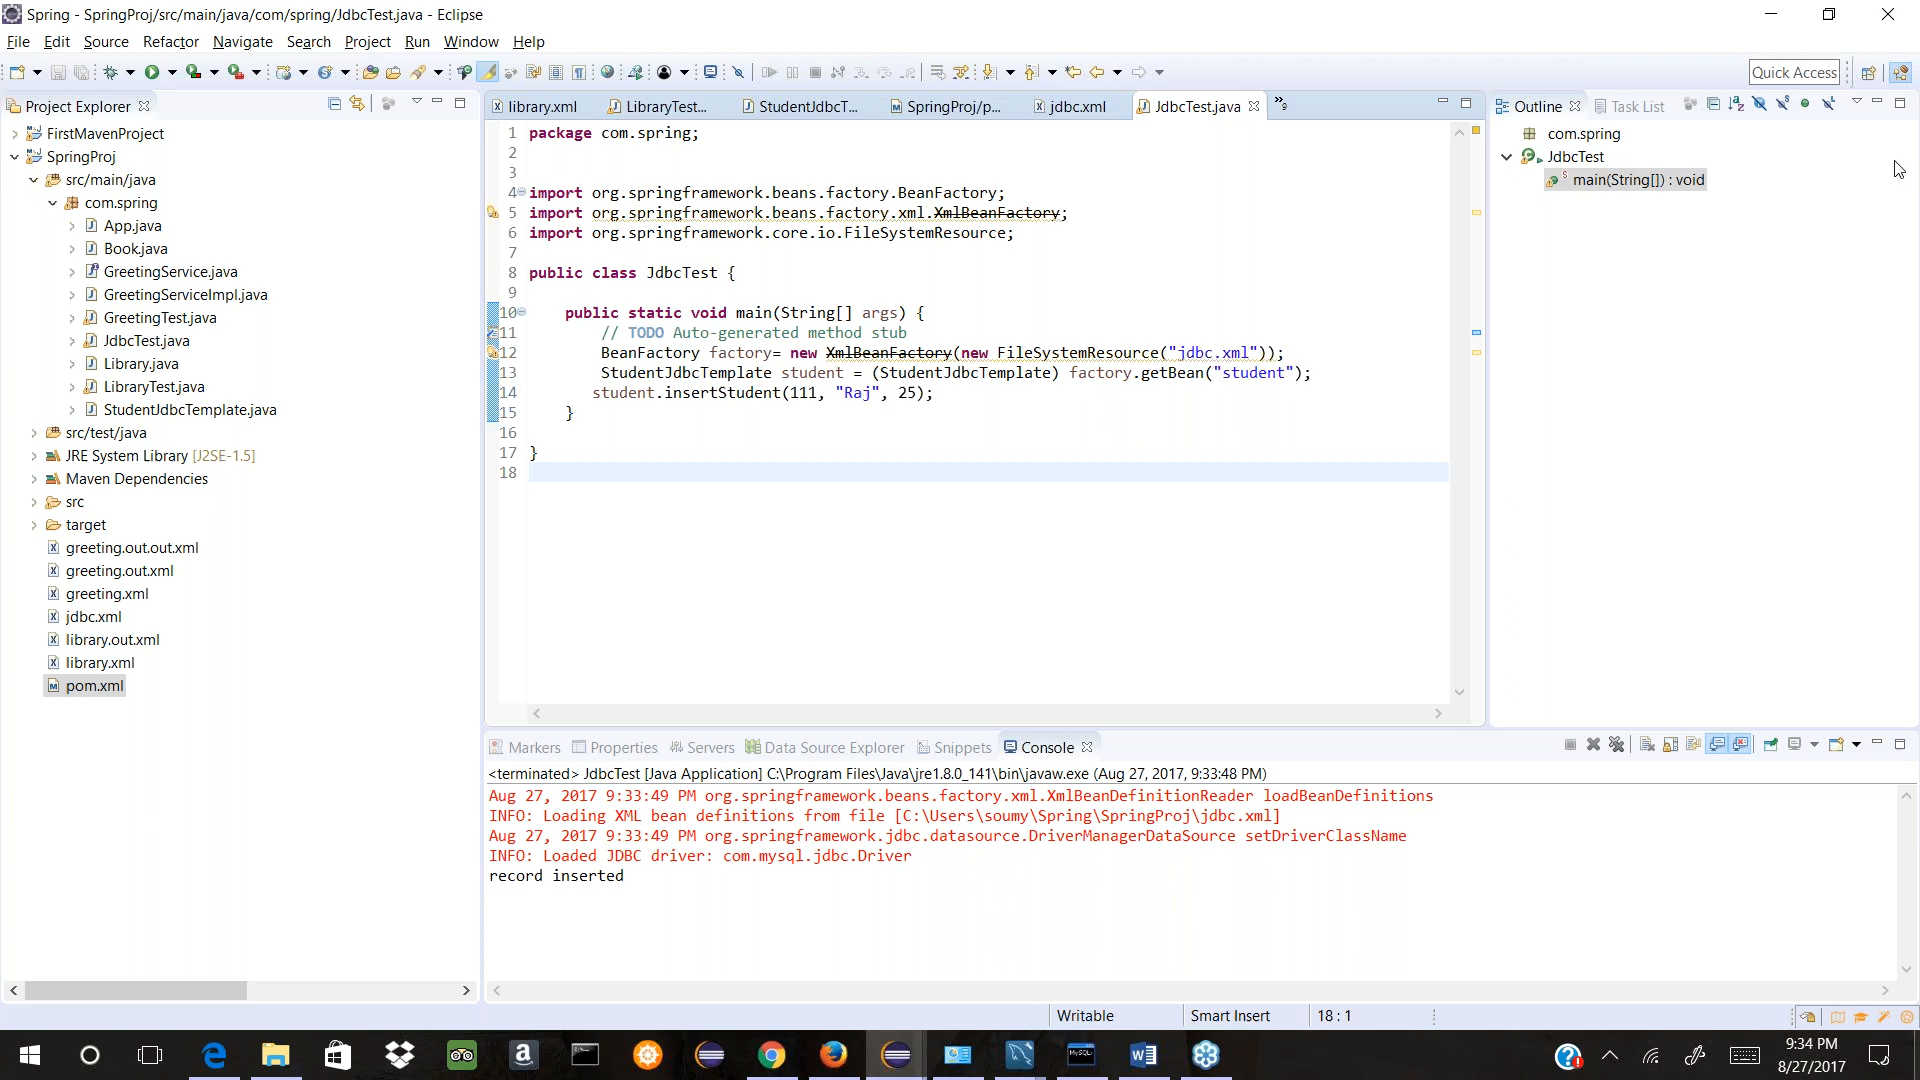 Spring - SpringProj/src/main/java/com/spring/JdbcTest.java - Eclipse
File Edit Source Refactor Navigate Search Project Run Window Help
Quick Access
Project Explorer
FirstMavenProject
SpringProj
src/main/java
com.spring
App.java
Book.java
GreetingService.java
GreetingServiceImpl.java
GreetingTest.java
JdbcTest.java
Library.java
LibraryTest.java
StudentJdbcTemplate.java
src/test/java
JRE System Library [J2SE-1.5]
Maven Dependencies
src
target
greeting.out.out.xml
greeting.out.xml
greeting.xml
jdbc.xml
library.out.xml
library.xml
pom.xml
library.xml LibraryTest... StudentJdbcT... SpringProj/p... jdbc.xml JdbcTest.java »9
1 package com.spring;
2
3
4 import org.springframework.beans.factory.BeanFactory;
5 import org.springframework.beans.factory.xml.XmlBeanFactory;
6 import org.springframework.core.io.FileSystemResource;
7
8 public class JdbcTest {
9
10 public static void main(String[] args) {
11 // TODO Auto-generated method stub
12 BeanFactory factory= new XmlBeanFactory(new FileSystemResource("jdbc.xml"));
13 StudentJdbcTemplate student = (StudentJdbcTemplate) factory.getBean("student");
14 student.insertStudent(111, "Raj", 25);
15 }
16
17 }
18
Outline Task List
com.spring
JdbcTest
main(String[]) : void
Markers Properties Servers Data Source Explorer Snippets Console
<terminated> JdbcTest [Java Application] C:\Program Files\Java\jre1.8.0_141\bin\javaw.exe (Aug 27, 2017, 9:33:48 PM)
Aug 27, 2017 9:33:49 PM org.springframework.beans.factory.xml.XmlBeanDefinitionReader loadBeanDefinitions
INFO: Loading XML bean definitions from file [C:\Users\soumy\Spring\SpringProj\jdbc.xml]
Aug 27, 2017 9:33:49 PM org.springframework.jdbc.datasource.DriverManagerDataSource setDriverClassName
INFO: Loaded JDBC driver: com.mysql.jdbc.Driver
record inserted
Writable Smart Insert 18 : 1
9:34 PM
8/27/2017